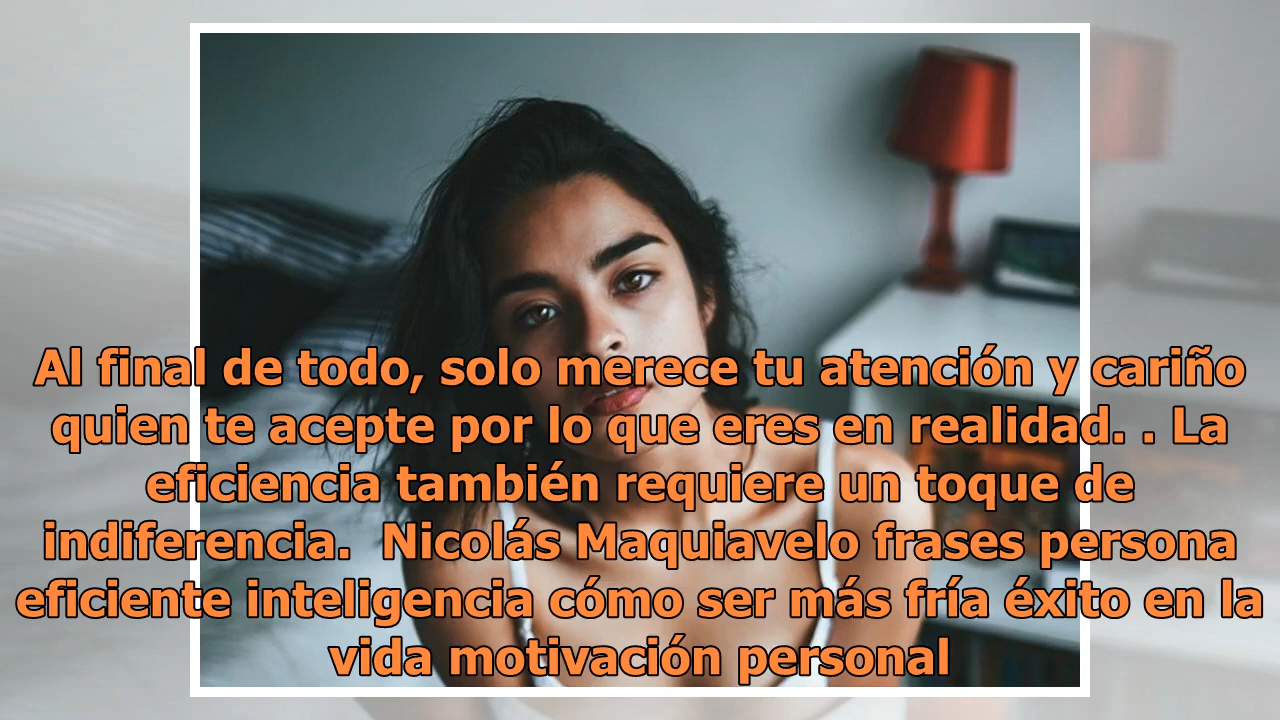 Al final de todo, solo merece tu atención y cariño
quien te acepte por lo que eres en realidad. . La
eficiencia también requiere un toque de
indiferencia.  Nicolás Maquiavelo frases persona
eficiente inteligencia cómo ser más fría éxito en la
vida motivación personal